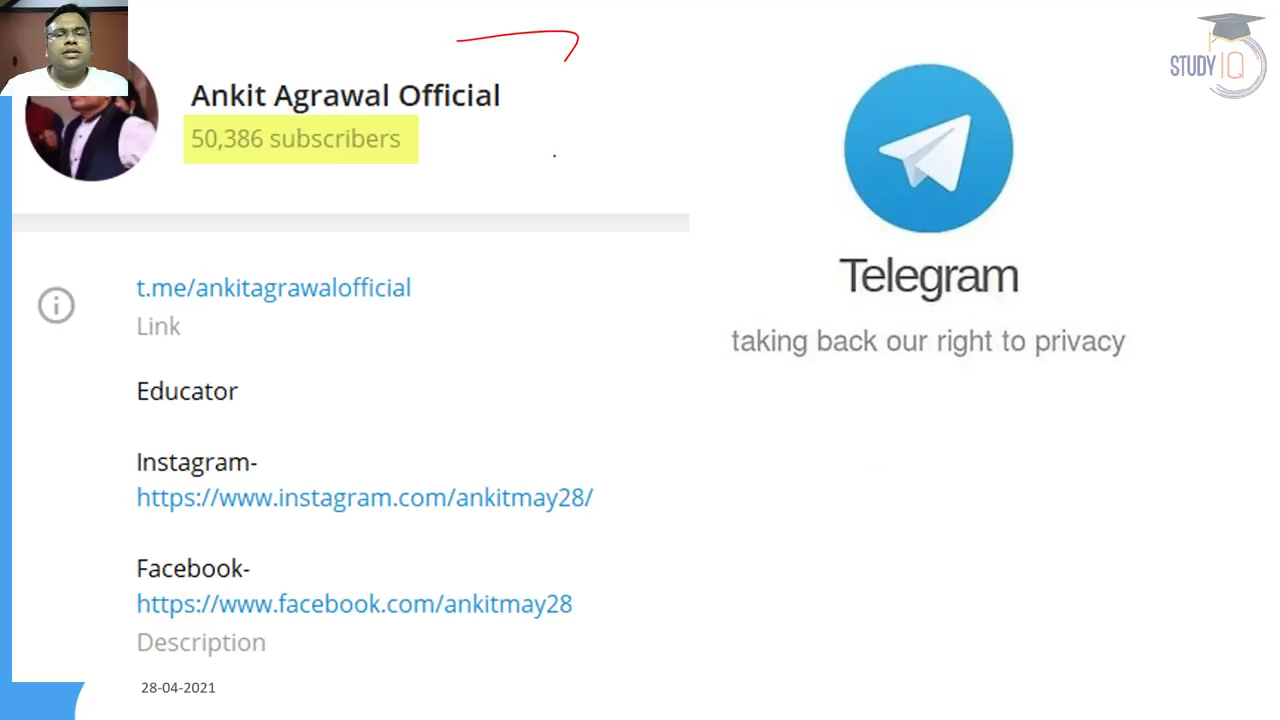 Ankit Agrawal Official
50,386 subscribers
t.me/ankitagrawalofficial
Link
Educator
Instagram-
https://www.instagram.com/ankitmay28/
Facebook-
https://www.facebook.com/ankitmay28
Description
28-04-2021
STUDY IQ
Telegram
taking back our right to privacy